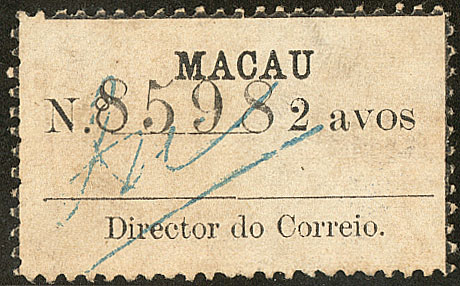 MACAU
N.º 8598 2 avos
Director do Correio.